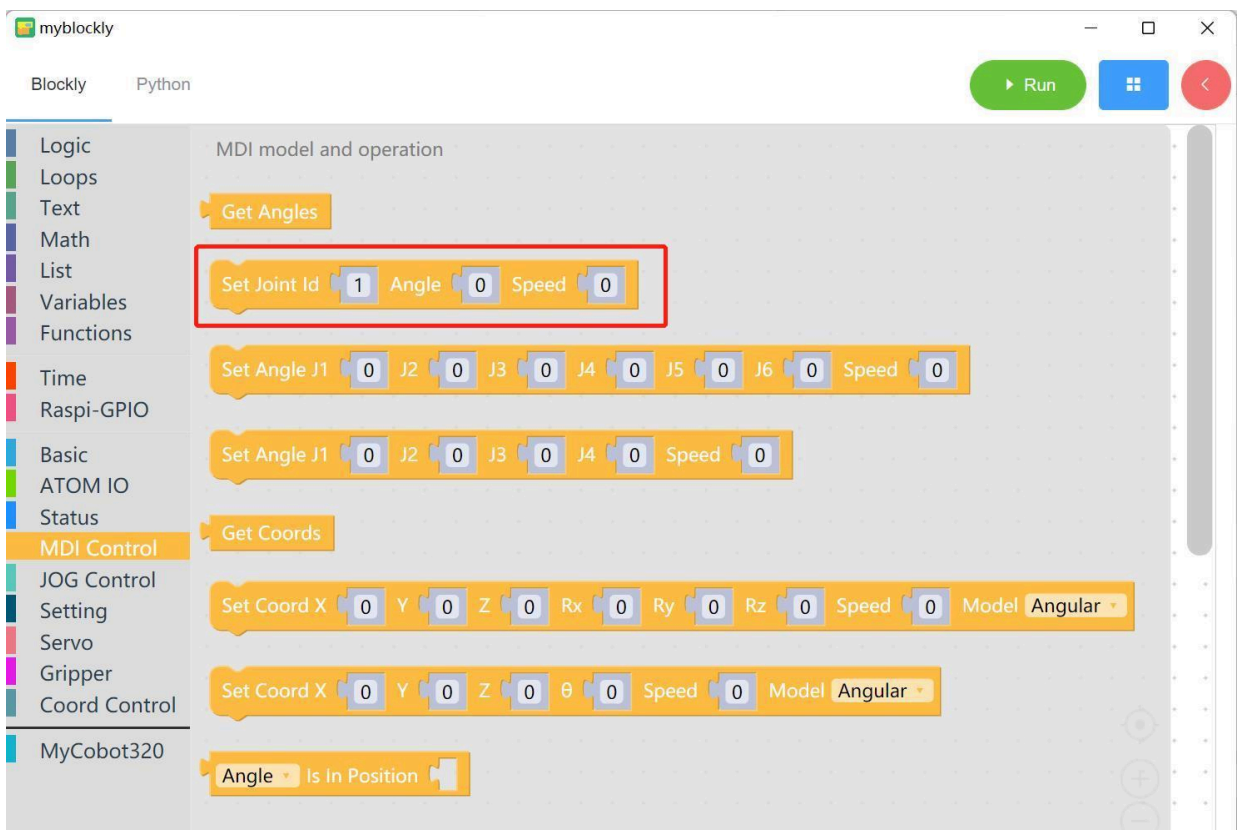 myblockly
Blockly Python
Run
Logic
Loops
Text
Math
List
Variables
Functions
Time
Raspi-GPIO
Basic
ATOM IO
Status
MDI Control
JOG Control
Setting
Servo
Gripper
Coord Control
MyCobot320
MDI model and operation
Get Angles
Set Joint Id 1 Angle 0 Speed 0
Set Angle J1 0 J2 0 J3 0 J4 0 J5 0 J6 0 Speed 0
Set Angle J1 0 J2 0 J3 0 J4 0 Speed 0
Get Coords
Set Coord X 0 Y 0 Z 0 Rx 0 Ry 0 Rz 0 Speed 0 Model Angular
Set Coord X 0 Y 0 Z 0 θ 0 Speed 0 Model Angular
Angle Is In Position